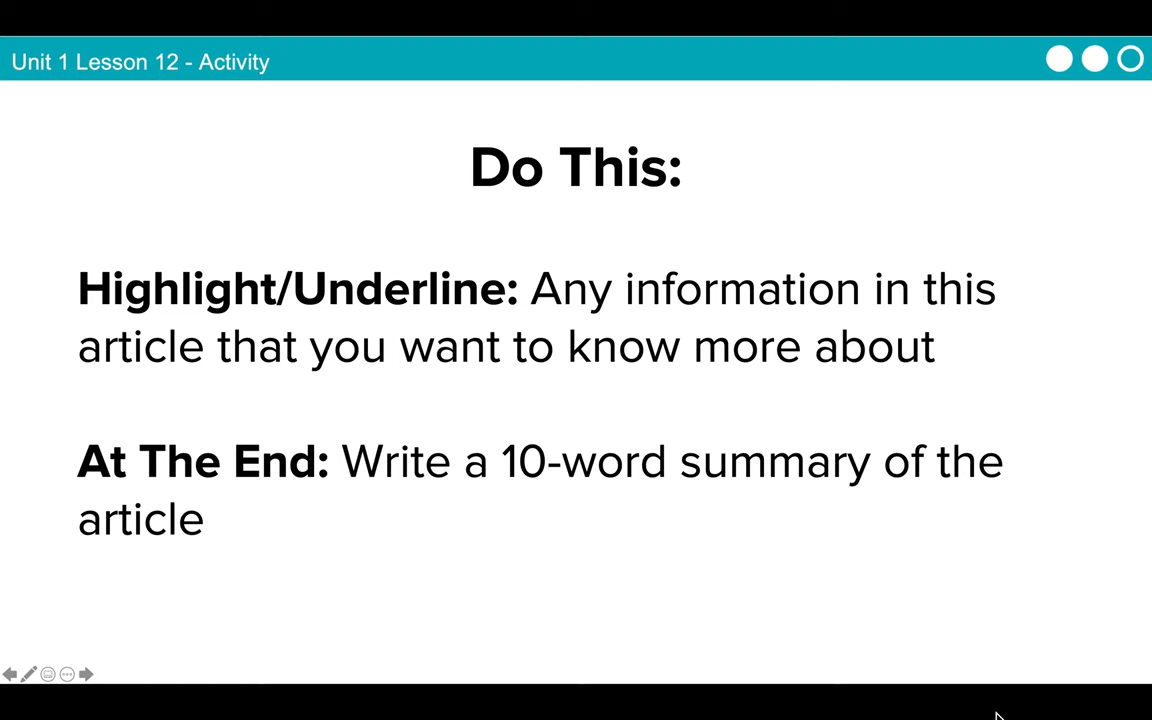 Unit 1 Lesson 12 - Activity
Do This:
Highlight/Underline: Any information in this
article that you want to know more about
At The End: Write a 10-word summary of the
article